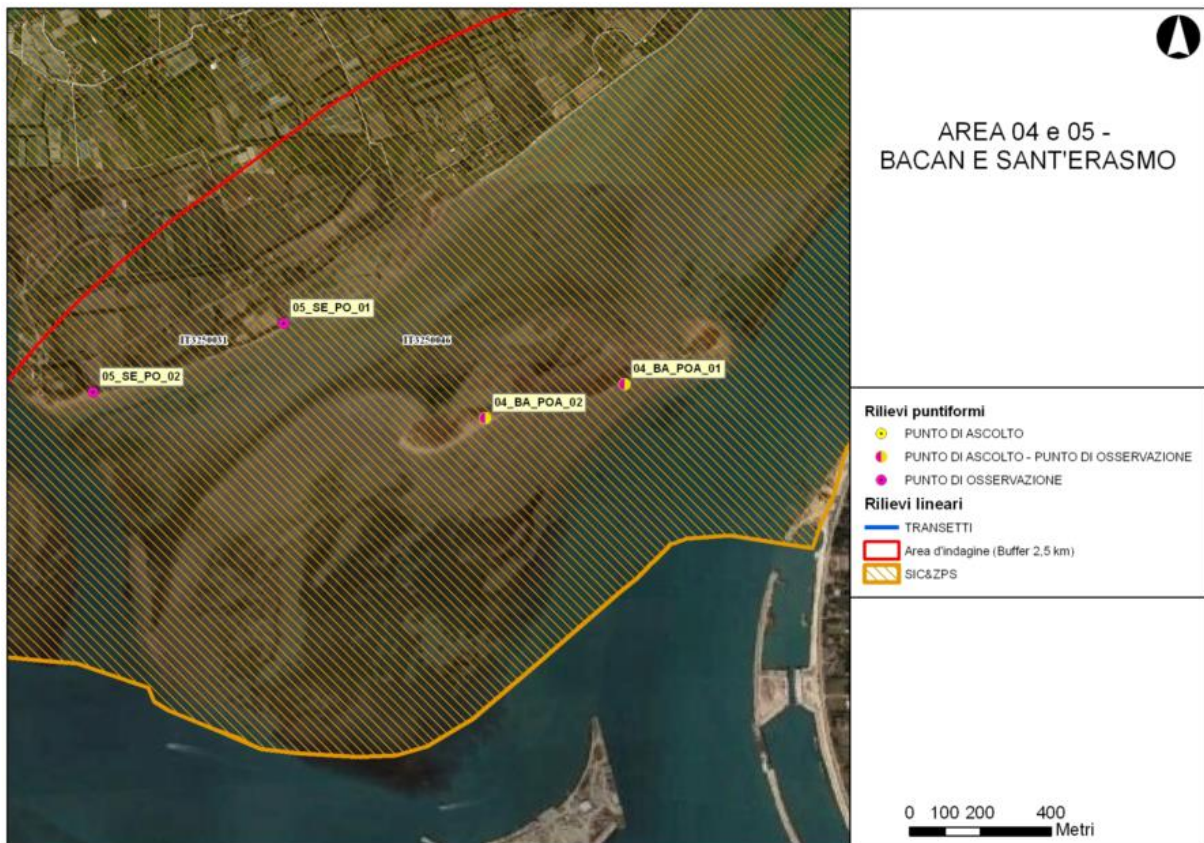 AREA 04 e 05 -
BACAN E SANT'ERASMO
05_SE_PO_01
IT3250031
IT3250046
05_SE_PO_02
04_BA_POA_01
04_BA_POA_02
Rilievi puntiformi
PUNTO DI ASCOLTO
PUNTO DI ASCOLTO - PUNTO DI OSSERVAZIONE
PUNTO DI OSSERVAZIONE
Rilievi lineari
TRANSETTI
Area d'indagine (Buffer 2,5 km)
SIC&ZPS
0 100 200 400
Metri